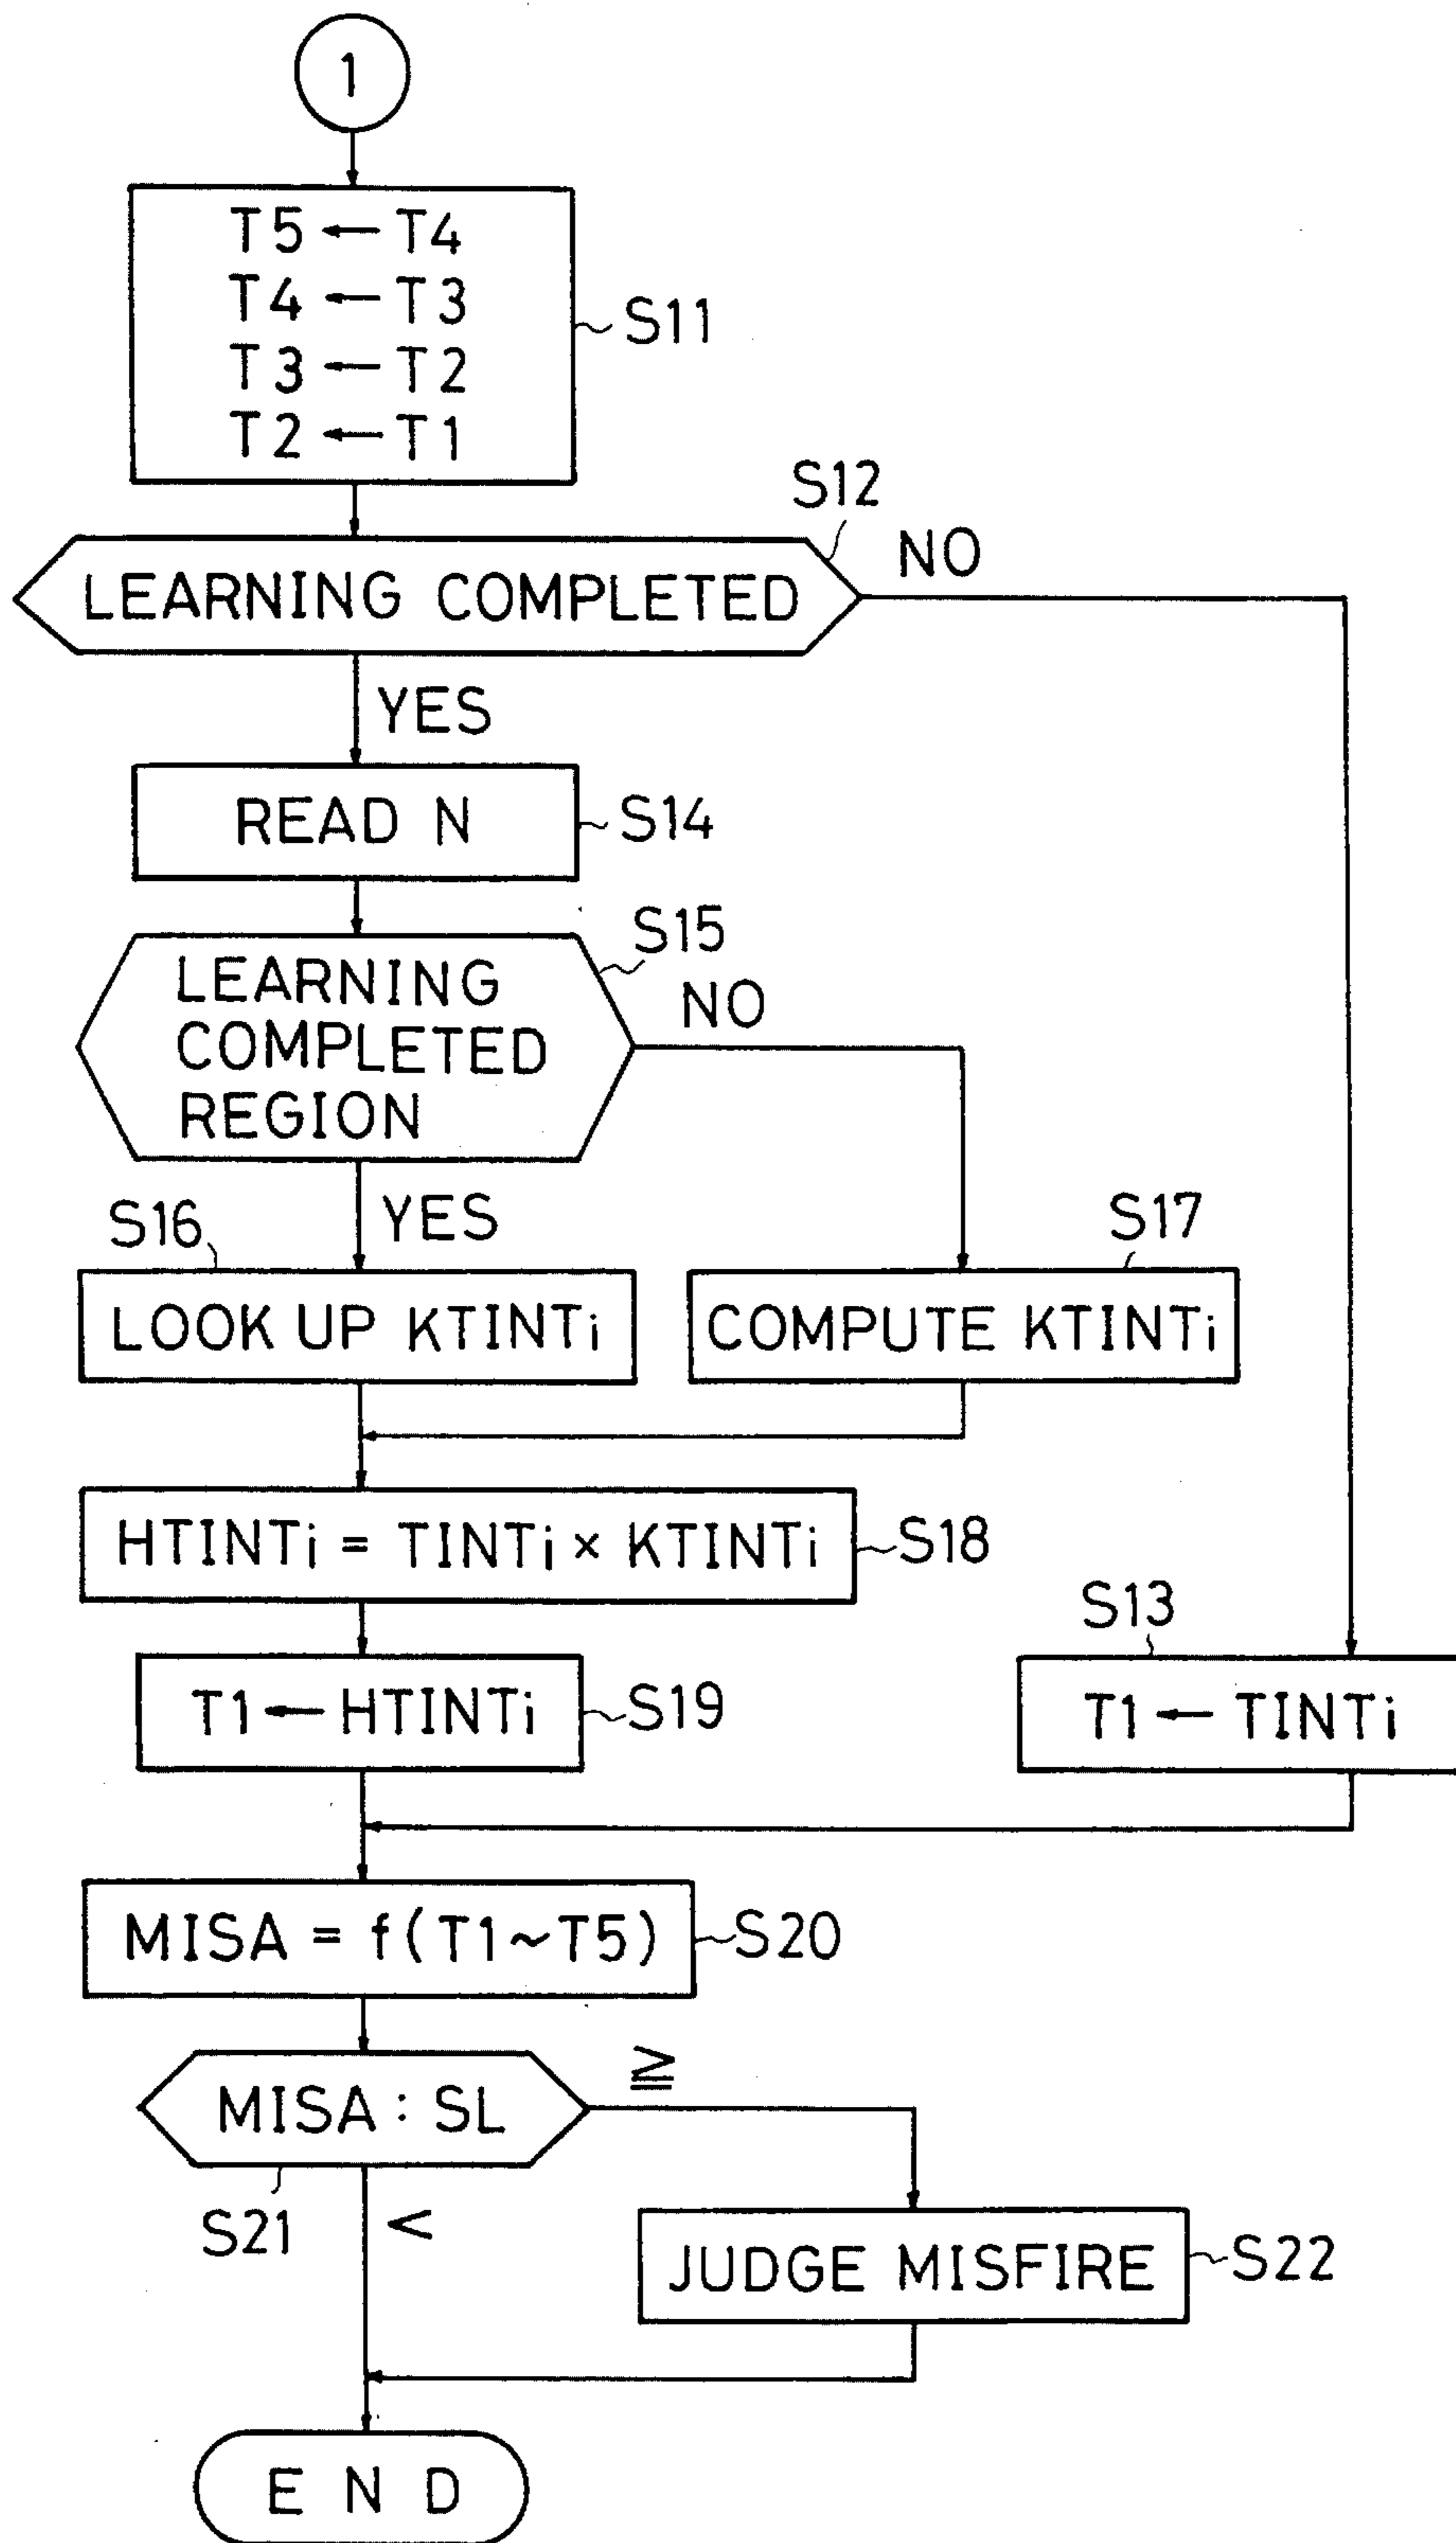 1
T5 ← T4
T4 ← T3
T3 ← T2
T2 ← T1
S11
S12
LEARNING COMPLETED
NO
YES
READ N
S14
S15
LEARNING
COMPLETED
REGION
NO
YES
S16
LOOK UP KTINTi
S17
COMPUTE KTINTi
HTINTi = TINTi × KTINTi
S18
T1 ← HTINTi
S19
S13
T1 ← TINTi
MISA = f(T1~T5)
S20
MISA : SL
≧
S21
<
JUDGE MISFIRE
S22
END